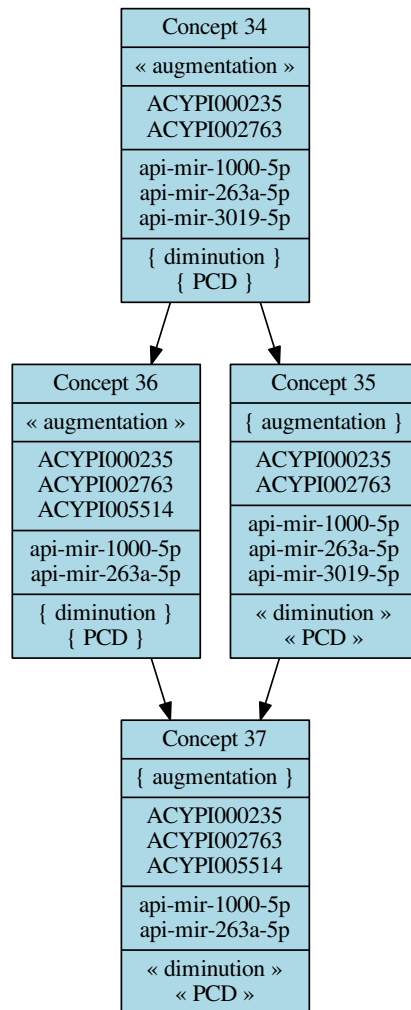 Concept 34
« augmentation »
ACYPI000235
ACYPI002763
api-mir-1000-5p
api-mir-263a-5p
api-mir-3019-5p
{ diminution }
{ PCD }
Concept 36
« augmentation »
ACYPI000235
ACYPI002763
ACYPI005514
api-mir-1000-5p
api-mir-263a-5p
{ diminution }
{ PCD }
Concept 35
{ augmentation }
ACYPI000235
ACYPI002763
api-mir-1000-5p
api-mir-263a-5p
api-mir-3019-5p
« diminution »
« PCD »
Concept 37
{ augmentation }
ACYPI000235
ACYPI002763
ACYPI005514
api-mir-1000-5p
api-mir-263a-5p
« diminution »
« PCD »